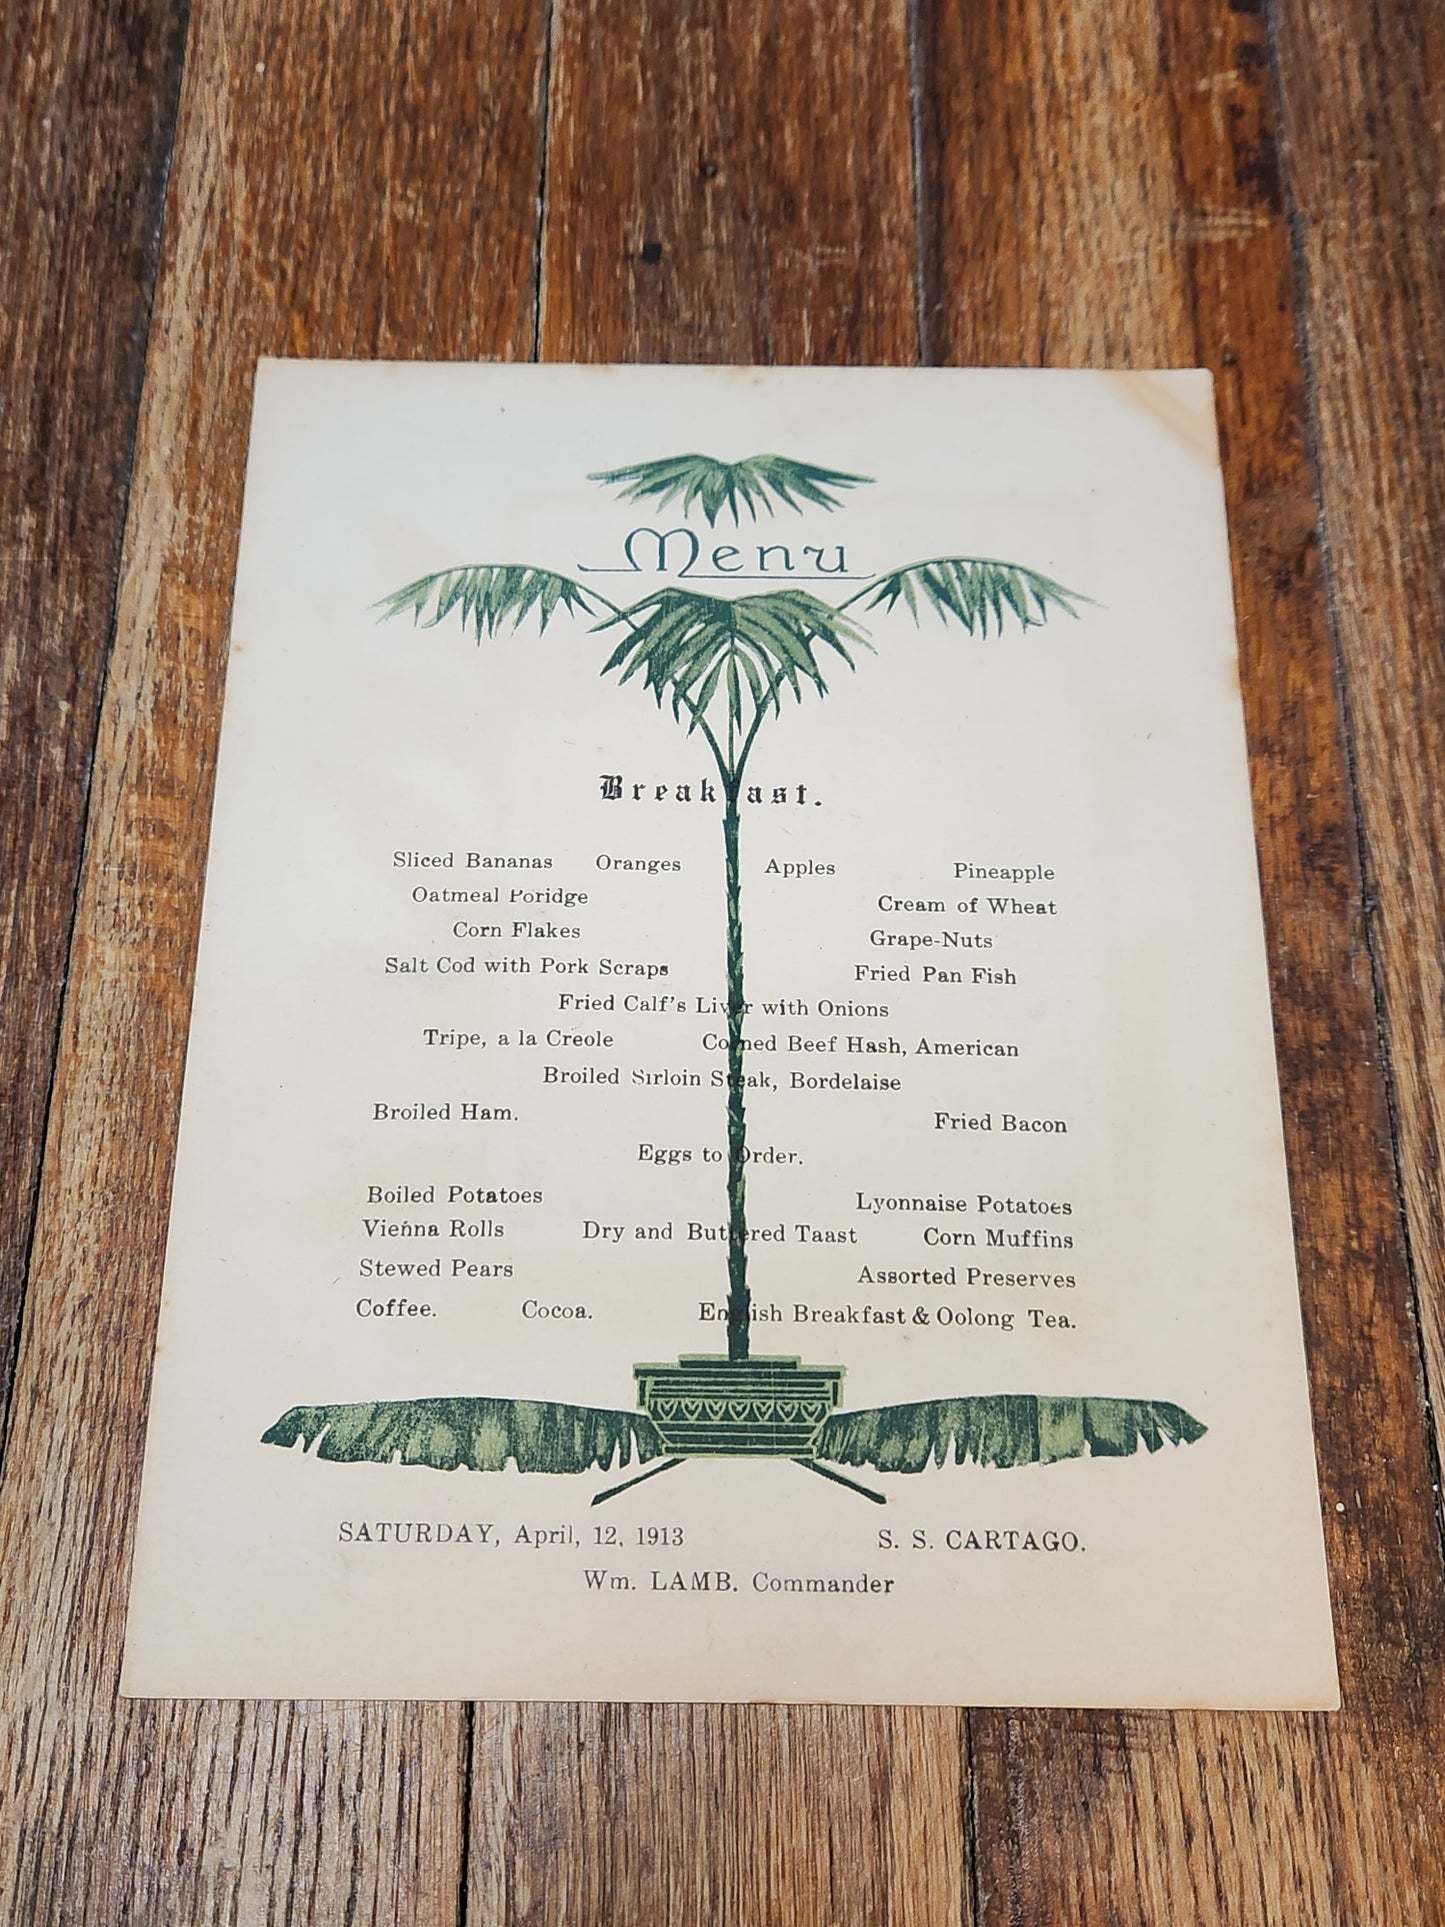 Menu
Breakfast.
Sliced Bananas Oranges Apples Pineapple
Oatmeal Poridge Cream of Wheat
Corn Flakes Grape-Nuts
Salt Cod with Pork Scraps Fried Pan Fish
Fried Calf's Liver with Onions
Tripe, a la Creole Corned Beef Hash, American
Broiled Sirloin Steak, Bordelaise
Broiled Ham. Fried Bacon
Eggs to Order.
Boiled Potatoes Lyonnaise Potatoes
Vienna Rolls Dry and Buttered Taast Corn Muffins
Stewed Pears Assorted Preserves
Coffee. Cocoa. English Breakfast & Oolong Tea.
SATURDAY, April, 12, 1913 S. S. CARTAGO.
Wm. LAMB. Commander